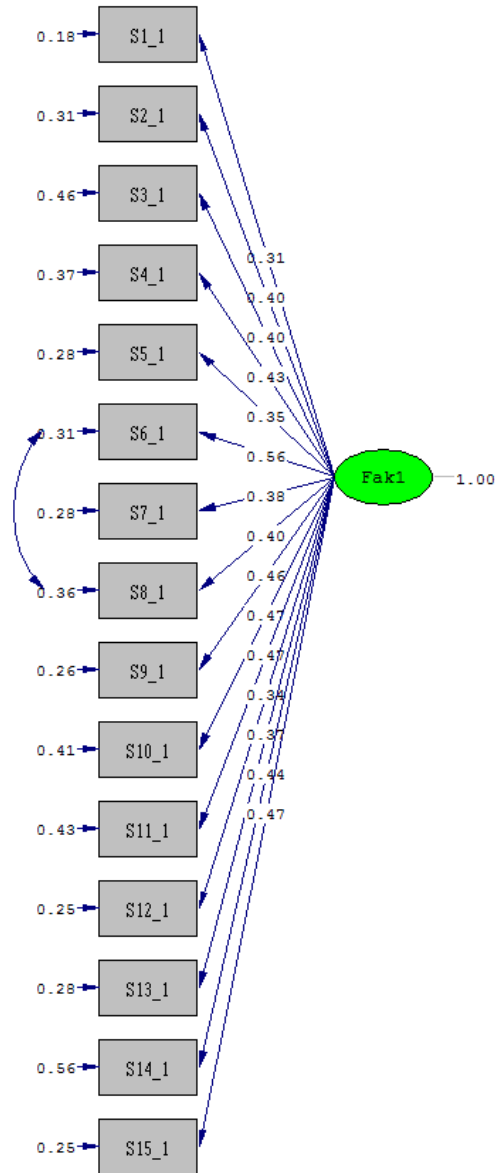 0.18 S1_1
0.31 S2_1
0.46 S3_1
0.37 S4_1
0.28 S5_1
0.31 S6_1
0.28 S7_1
0.36 S8_1
0.26 S9_1
0.41 S10_1
0.43 S11_1
0.25 S12_1
0.28 S13_1
0.56 S14_1
0.25 S15_1
0.31
0.40
0.40
0.43
0.35
0.56
0.38
0.40
0.46
0.47
0.47
0.34
0.37
0.44
0.47
Fak1 1.00